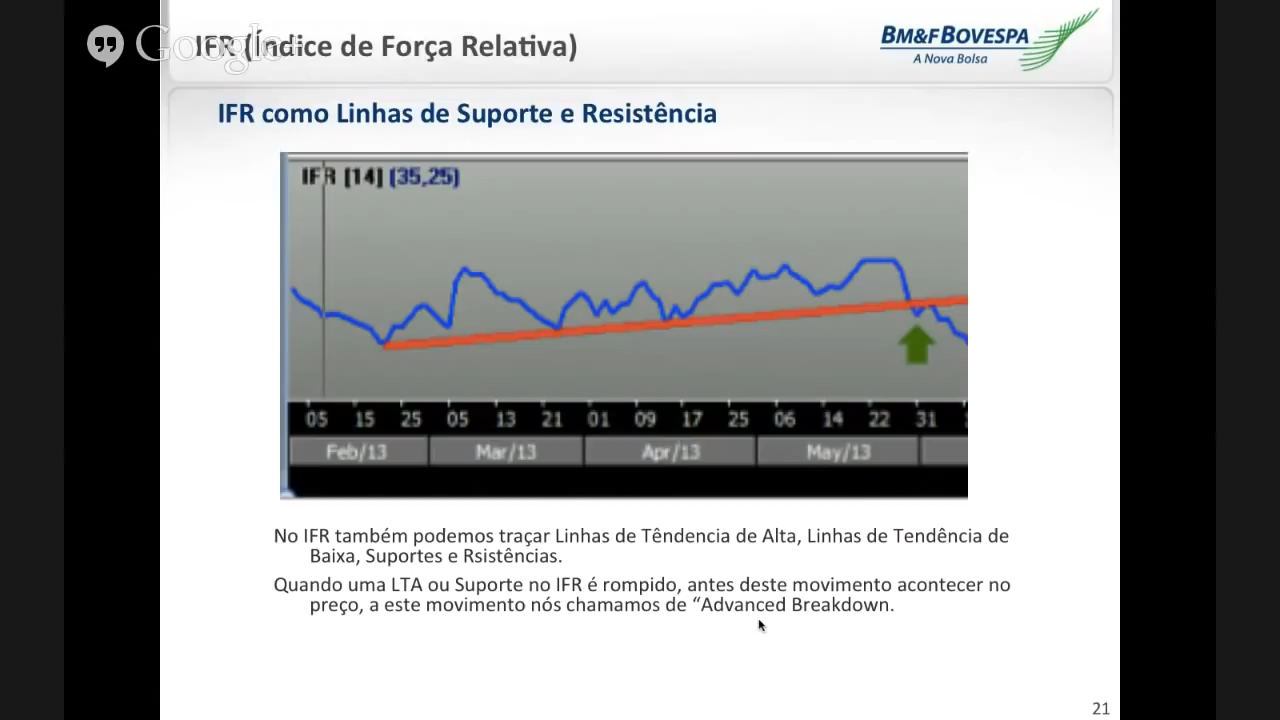 Google+
IFR (Índice de Força Relativa)
BM&FBOVESPA
A Nova Bolsa
IFR como Linhas de Suporte e Resistência
IFR [14] (35,25)
05 15 25 05 13 21 01 09 17 25 06 14 22 31
Feb/13 Mar/13 Apr/13 May/13
No IFR também podemos traçar Linhas de Têndencia de Alta, Linhas de Tendência de
Baixa, Suportes e Rsistências.
Quando uma LTA ou Suporte no IFR é rompido, antes deste movimento acontecer no
preço, a este movimento nós chamamos de “Advanced Breakdown.
21